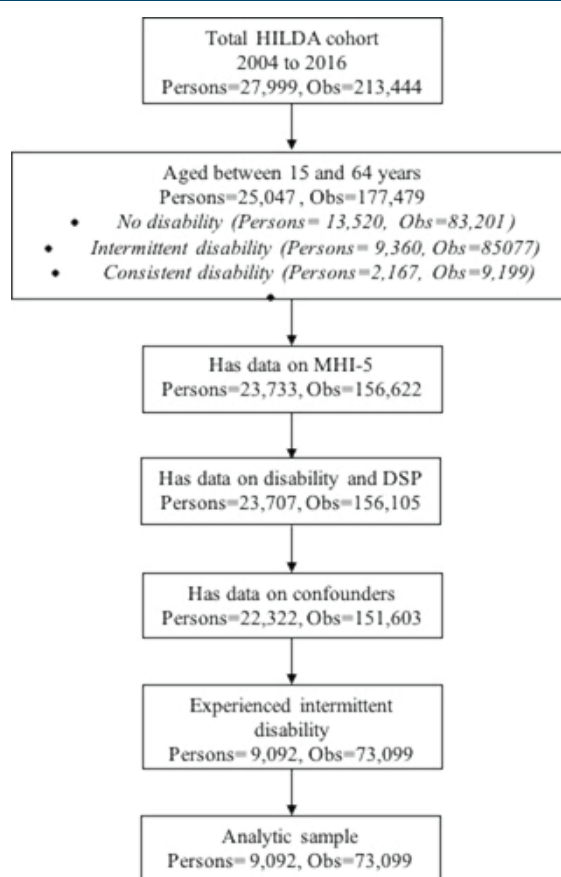 Total HILDA cohort
2004 to 2016
Persons=27,999, Obs=213,444
Aged between 15 and 64 years
Persons=25,047 , Obs=177,479
• No disability (Persons= 13,520, Obs=83,201)
• Intermittent disability (Persons= 9,360, Obs=85077)
• Consistent disability (Persons=2,167, Obs=9,199)
•
Has data on MHI-5
Persons=23,733, Obs=156,622
Has data on disability and DSP
Persons=23,707, Obs=156,105
Has data on confounders
Persons=22,322, Obs=151,603
Experienced intermittent
disability
Persons= 9,092, Obs=73,099
Analytic sample
Persons= 9,092, Obs=73,099